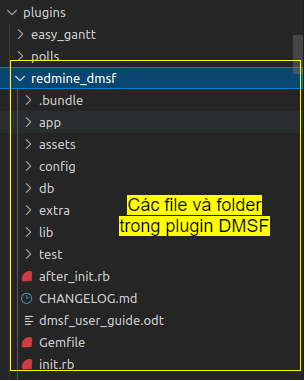 plugins
easy_gantt
polls
redmine_dmsf
.bundle
app
assets
config
db
extra
lib
test
after_init.rb
CHANGELOG.md
dmsf_user_guide.odt
Gemfile
init.rb
Các file và folder
trong plugin DMSF